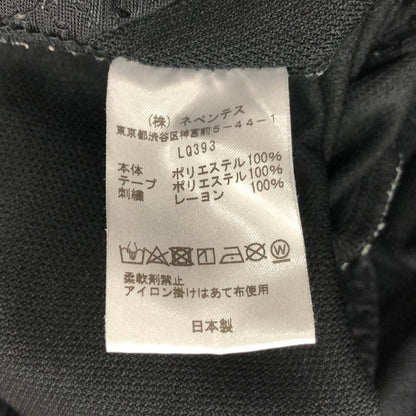 (株) ネペンテス
東京都渋谷区神宮前5-44-1
LQ393
本体 ポリエステル100%
テープ ポリエステル100%
刺繍 レーヨン 100%
柔軟剤禁止
アイロン掛けはあて布使用
日本製